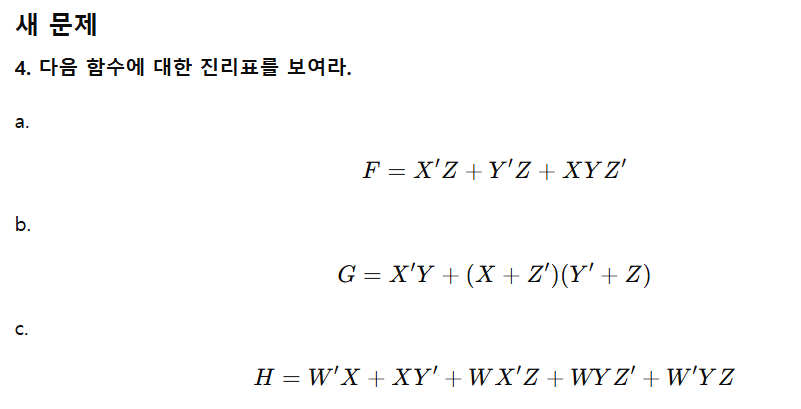 새 문제
4. 다음 함수에 대한 진리표를 보여라.
a.
F = X′Z + Y′Z + XYZ′
b.
G = X′Y + (X + Z′)(Y′ + Z)
c.
H = W′X + XY′ + WX′Z + WYZ′ + W′YZ